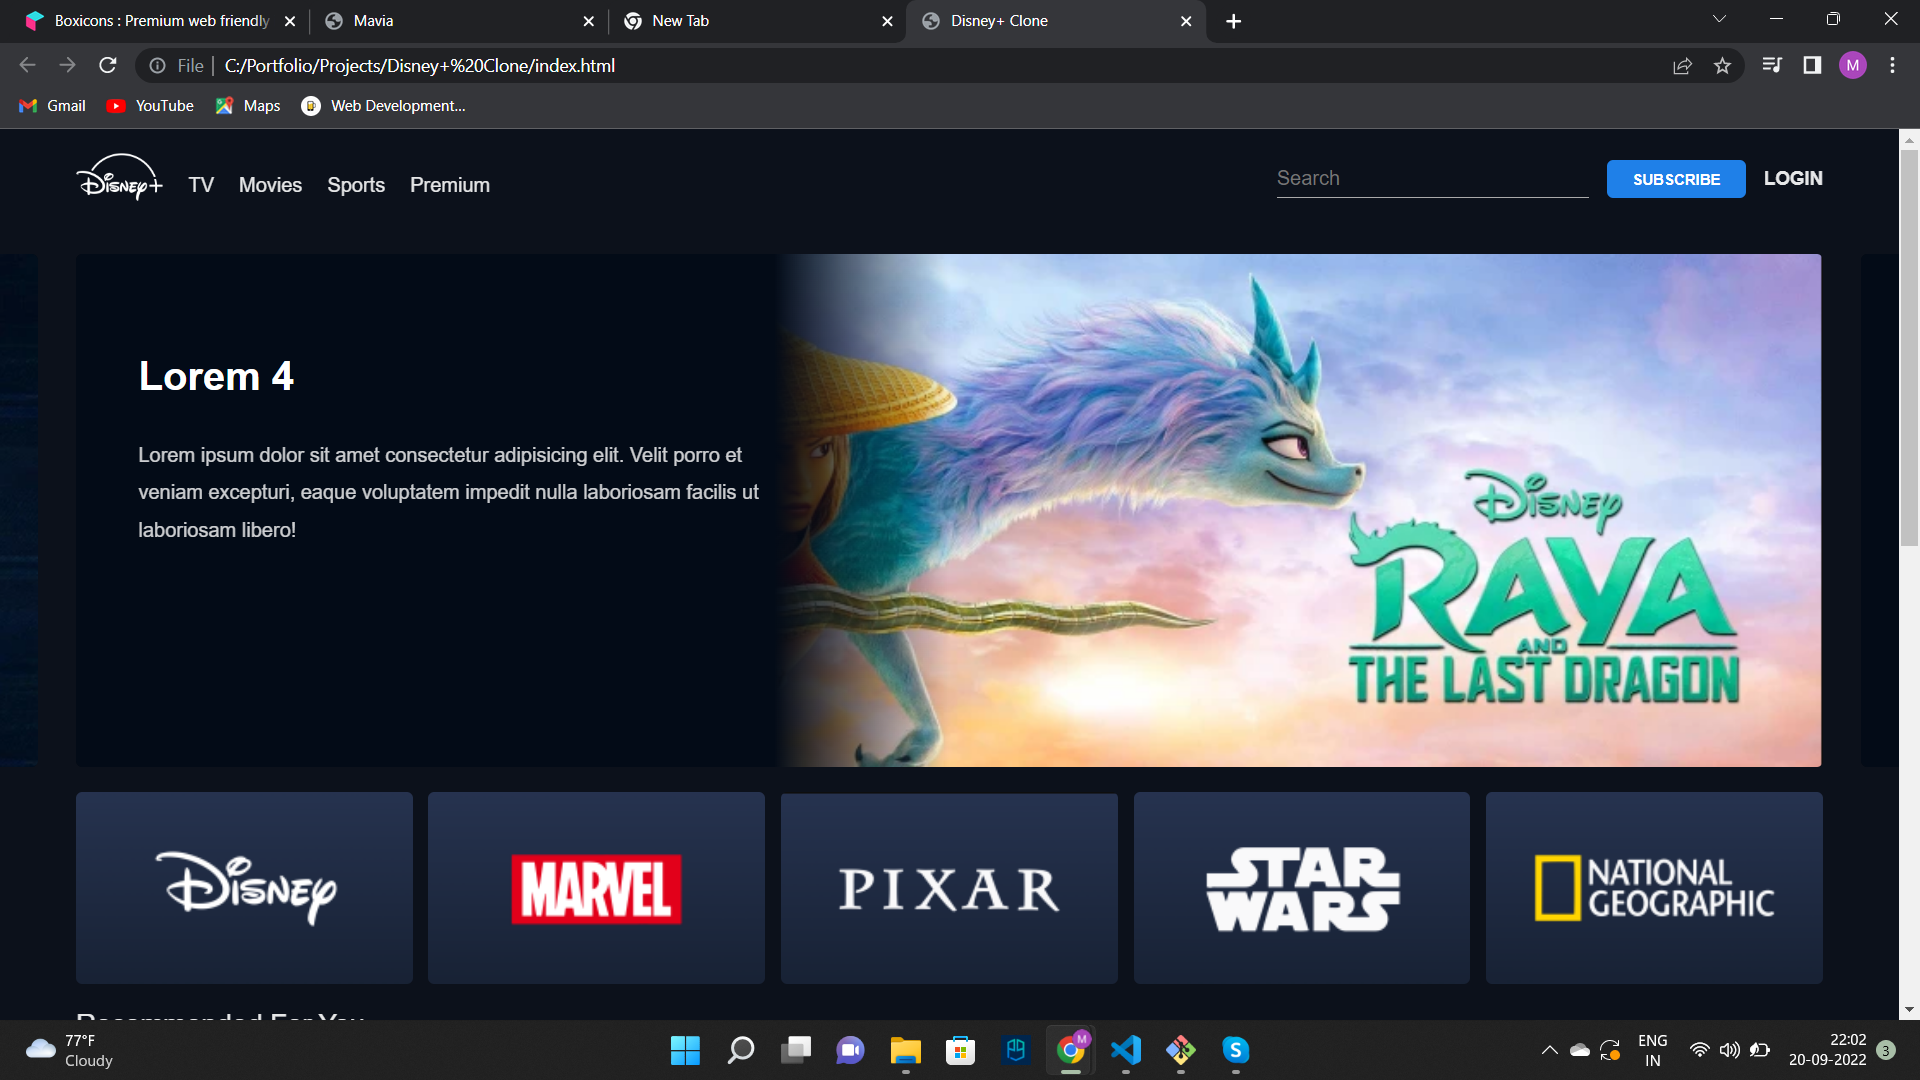 Boxicons : Premium web friendly
Mavia
New Tab
Disney+ Clone
File
C:/Portfolio/Projects/Disney+%20Clone/index.html
M
Gmail
YouTube
Maps
Web Development...
Disney+
TV
Movies
Sports
Premium
Search
SUBSCRIBE
LOGIN
Lorem 4
Lorem ipsum dolor sit amet consectetur adipisicing elit. Velit porro et
veniam excepturi, eaque voluptatem impedit nulla laboriosam facilis ut
laboriosam libero!
Disney
RAYA
AND
THE LAST DRAGON
Disney
MARVEL
PIXAR
STAR
WARS
NATIONAL
GEOGRAPHIC
Recommended For You
77°F
Cloudy
M
S
ENG
IN
22:02
20-09-2022
3